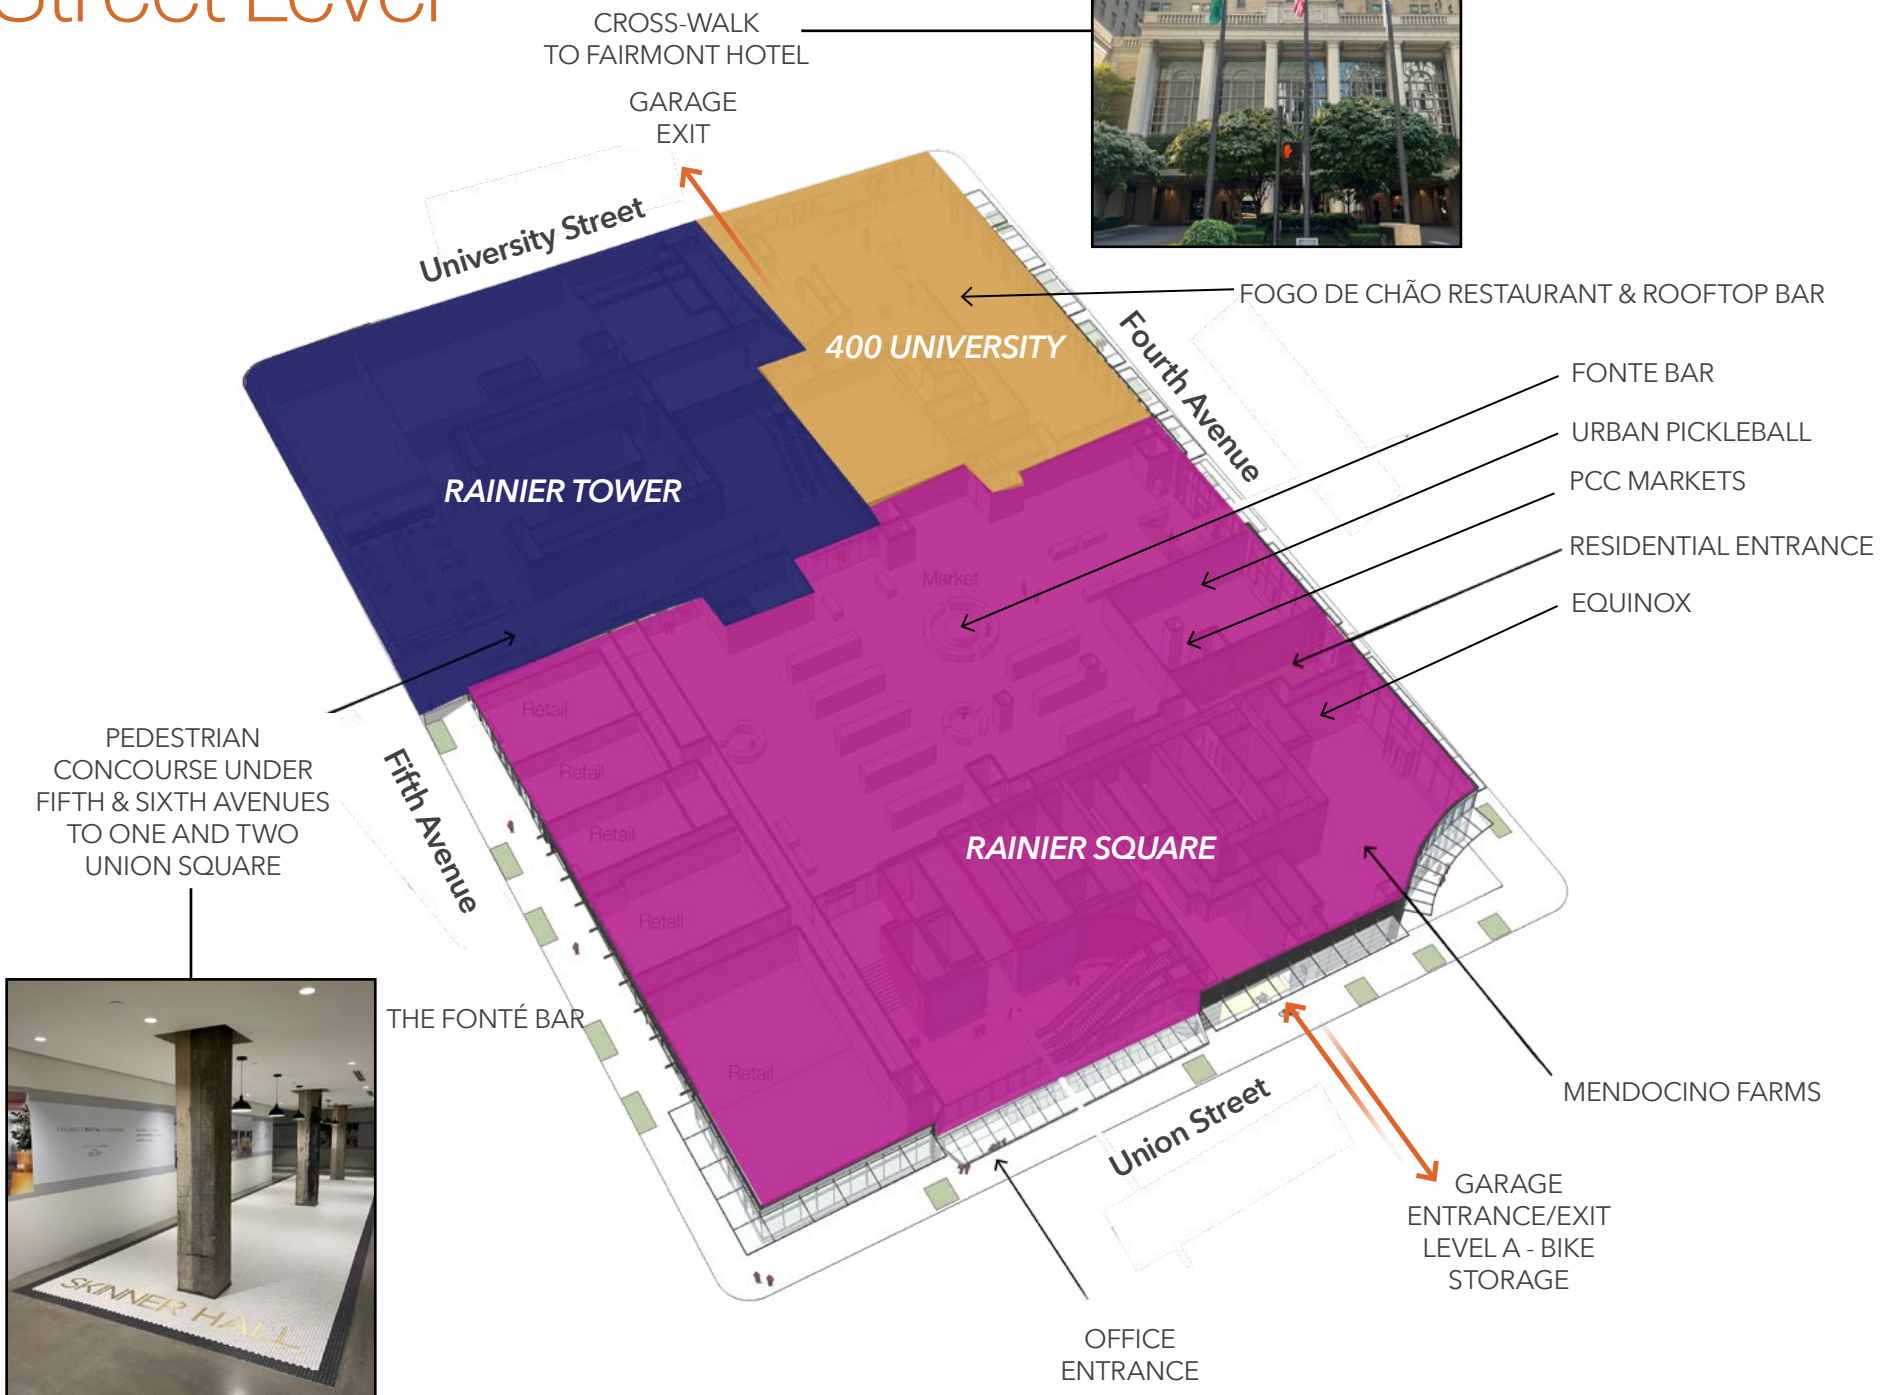 Street Level
CROSS-WALK
TO FAIRMONT HOTEL
GARAGE
EXIT
University Street
FOGO DE CHÃO RESTAURANT & ROOFTOP BAR
400 UNIVERSITY
Fourth Avenue
FONTE BAR
URBAN PICKLEBALL
PCC MARKETS
RESIDENTIAL ENTRANCE
EQUINOX
RAINIER TOWER
Market
Retail
Retail
Retail
Retail
Retail
RAINIER SQUARE
PEDESTRIAN
CONCOURSE UNDER
FIFTH & SIXTH AVENUES
TO ONE AND TWO
UNION SQUARE
Fifth Avenue
THE FONTÉ BAR
SKINNER HALL
Union Street
MENDOCINO FARMS
GARAGE
ENTRANCE/EXIT
LEVEL A - BIKE
STORAGE
OFFICE
ENTRANCE